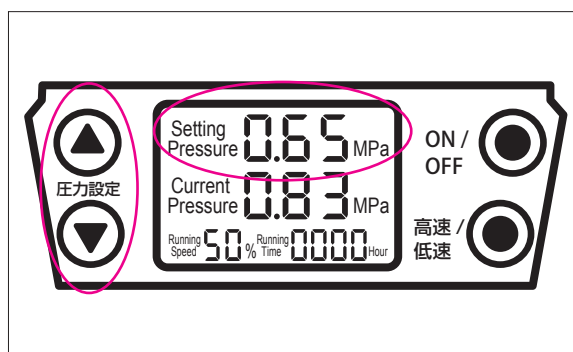 圧力設定
Setting Pressure 0.65 MPa
Current Pressure 0.83 MPa
Running Speed 50 % Running Time 0000 Hour
ON / OFF
高速 / 低速